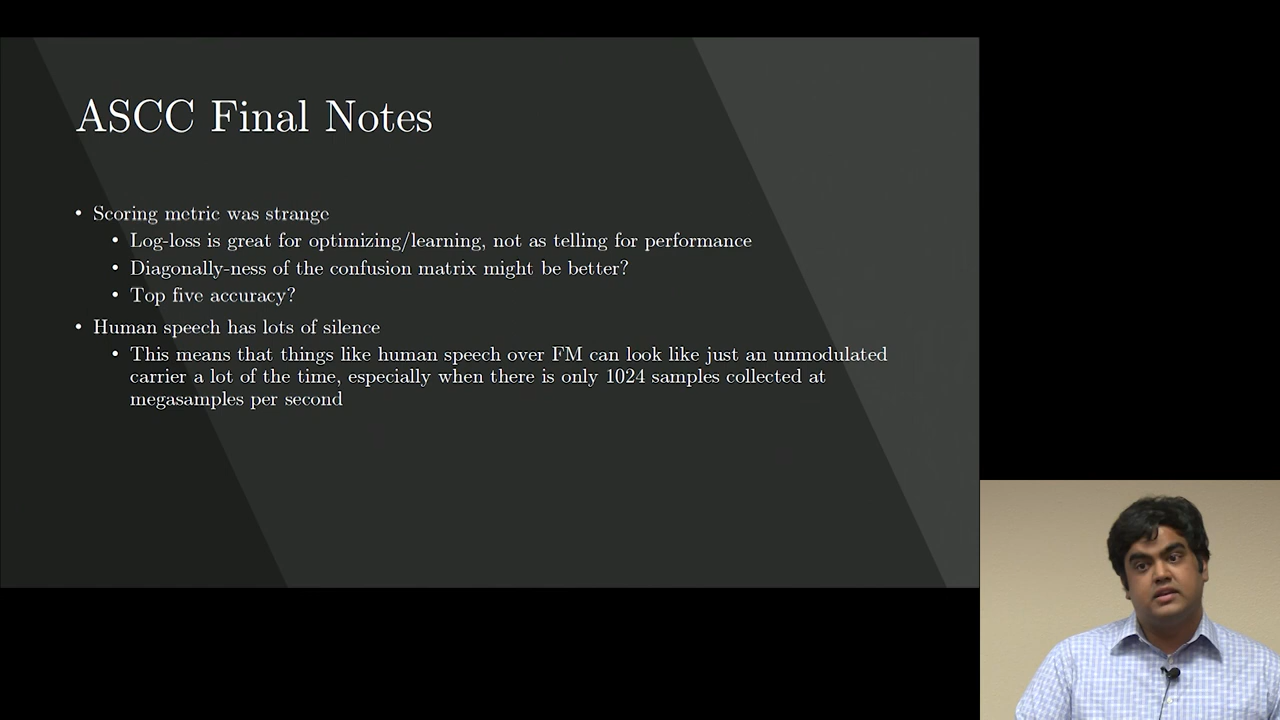 ASCC Final Notes
• Scoring metric was strange
• Log-loss is great for optimizing/learning, not as telling for performance
• Diagonally-ness of the confusion matrix might be better?
• Top five accuracy?
• Human speech has lots of silence
• This means that things like human speech over FM can look like just an unmodulated
carrier a lot of the time, especially when there is only 1024 samples collected at
megasamples per second